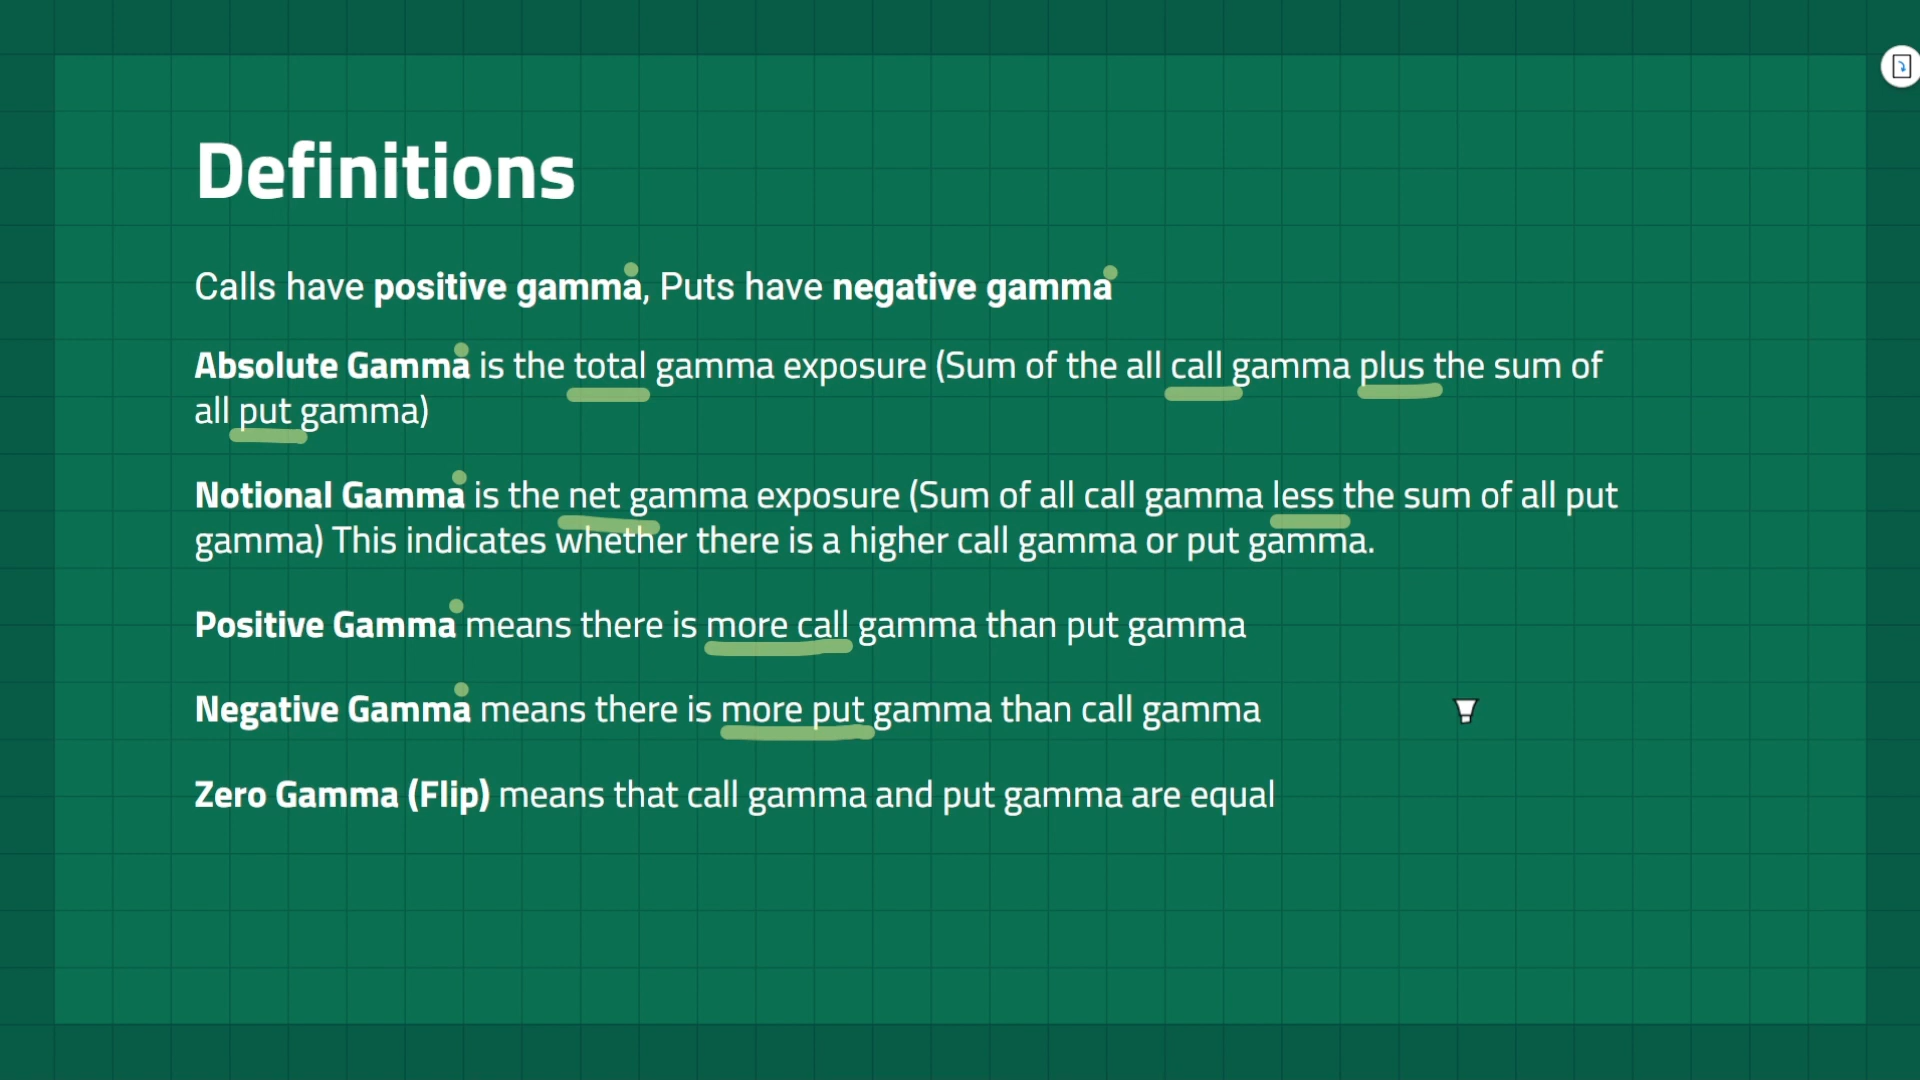 Definitions
Calls have positive gamma, Puts have negative gamma
Absolute Gamma is the total gamma exposure (Sum of the all call gamma plus the sum of
all put gamma)
Notional Gamma is the net gamma exposure (Sum of all call gamma less the sum of all put
gamma) This indicates whether there is a higher call gamma or put gamma.
Positive Gamma means there is more call gamma than put gamma
Negative Gamma means there is more put gamma than call gamma
Zero Gamma (Flip) means that call gamma and put gamma are equal